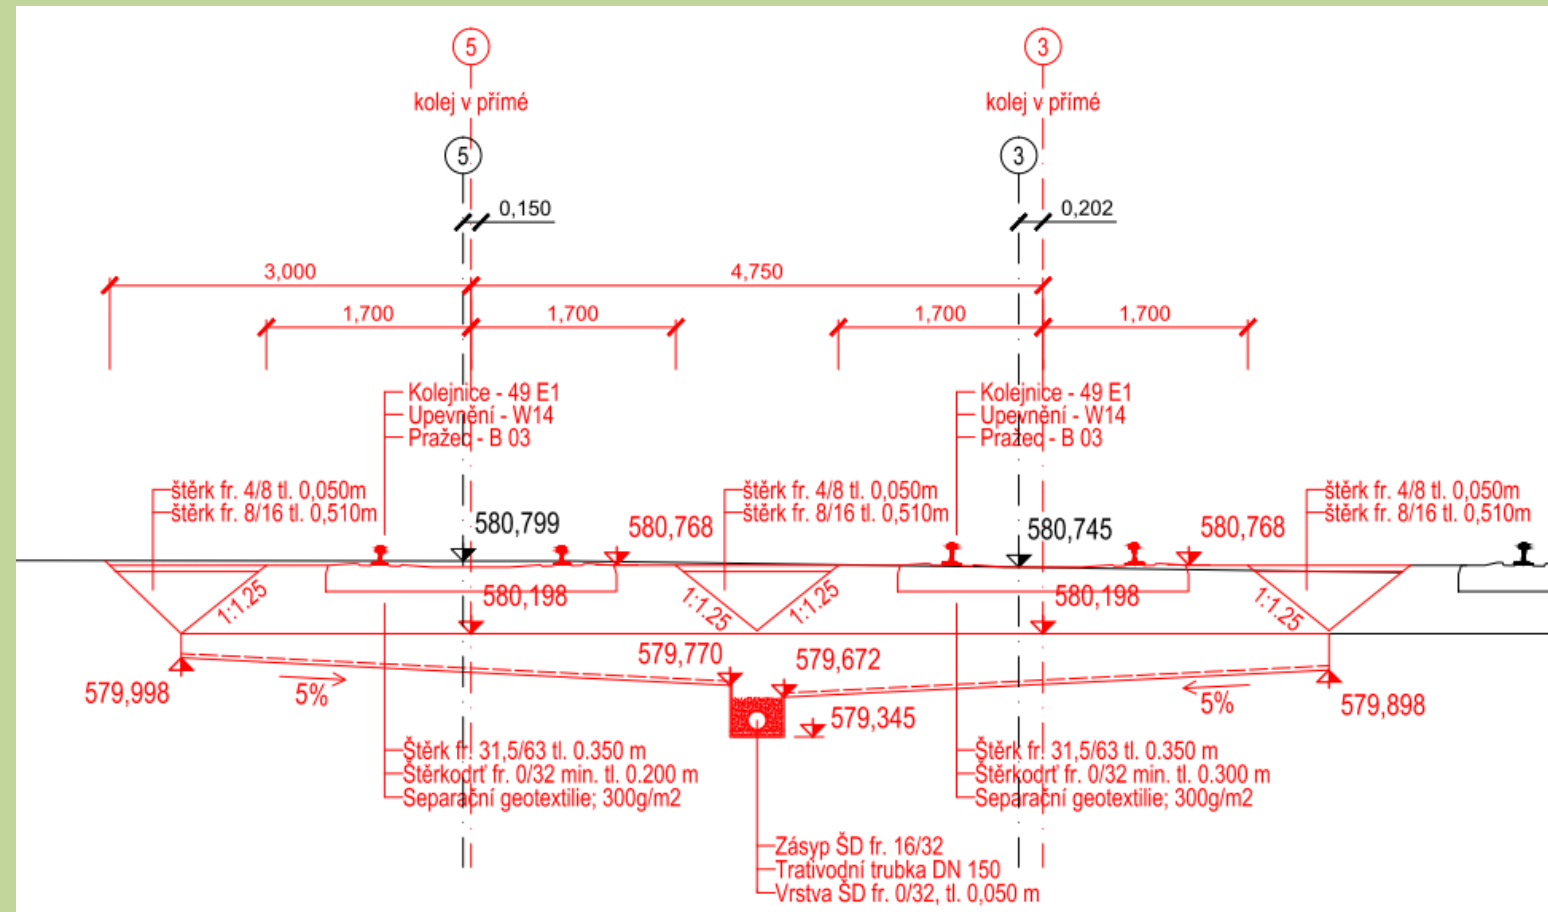 5
3
kolej v přímé
kolej v přímé
5
3
0,150
0,202
3,000
4,750
1,700
1,700
1,700
1,700
Kolejnice - 49 E1
Upevnění - W14
Pražec - B 03
Kolejnice - 49 E1
Upevnění - W14
Pražec - B 03
štěrk fr. 4/8 tl. 0,050m
štěrk fr. 8/16 tl. 0,510m
štěrk fr. 4/8 tl. 0,050m
štěrk fr. 8/16 tl. 0,510m
štěrk fr. 4/8 tl. 0,050m
štěrk fr. 8/16 tl. 0,510m
580,799
580,768
580,745
580,768
1:1.25
580,198
1:1.25
1:1.25
580,198
1:1.25
579,998
5%
579,770
579,672
579,345
5%
579,898
Štěrk fr. 31,5/63 tl. 0.350 m
Štěrkodrť fr. 0/32 min. tl. 0.200 m
Separační geotextilie; 300g/m2
Štěrk fr. 31,5/63 tl. 0.350 m
Štěrkodrť fr. 0/32 min. tl. 0.300 m
Separační geotextilie; 300g/m2
Zásyp ŠD fr. 16/32
Trativodní trubka DN 150
Vrstva ŠD fr. 0/32, tl. 0,050 m